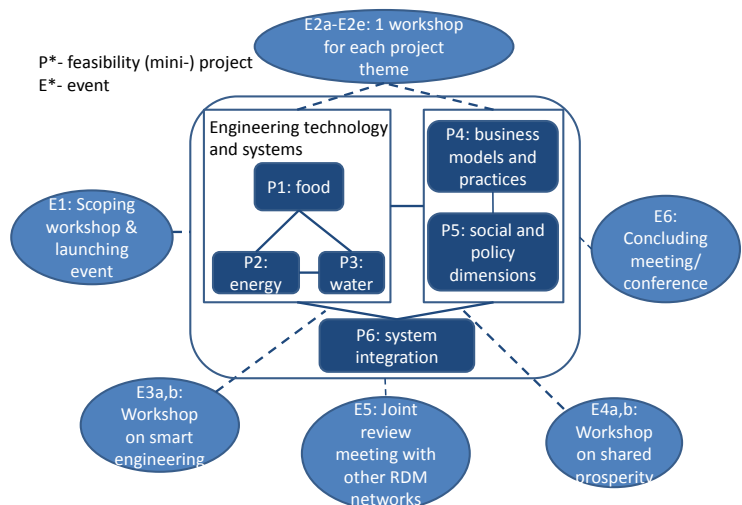 E2a-E2e: 1 workshop
for each project
theme
P*- feasibility (mini-) project
E*- event
Engineering technology
and systems
P1: food
P2:
energy
P3:
water
P4: business
models and
practices
P5: social and
policy
dimensions
P6: system
integration
E1: Scoping
workshop &
launching
event
E6:
Concluding
meeting/
conference
E3a,b:
Workshop
on smart
engineering
E5: Joint
review
meeting with
other RDM
networks
E4a,b:
Workshop
on shared
prosperity